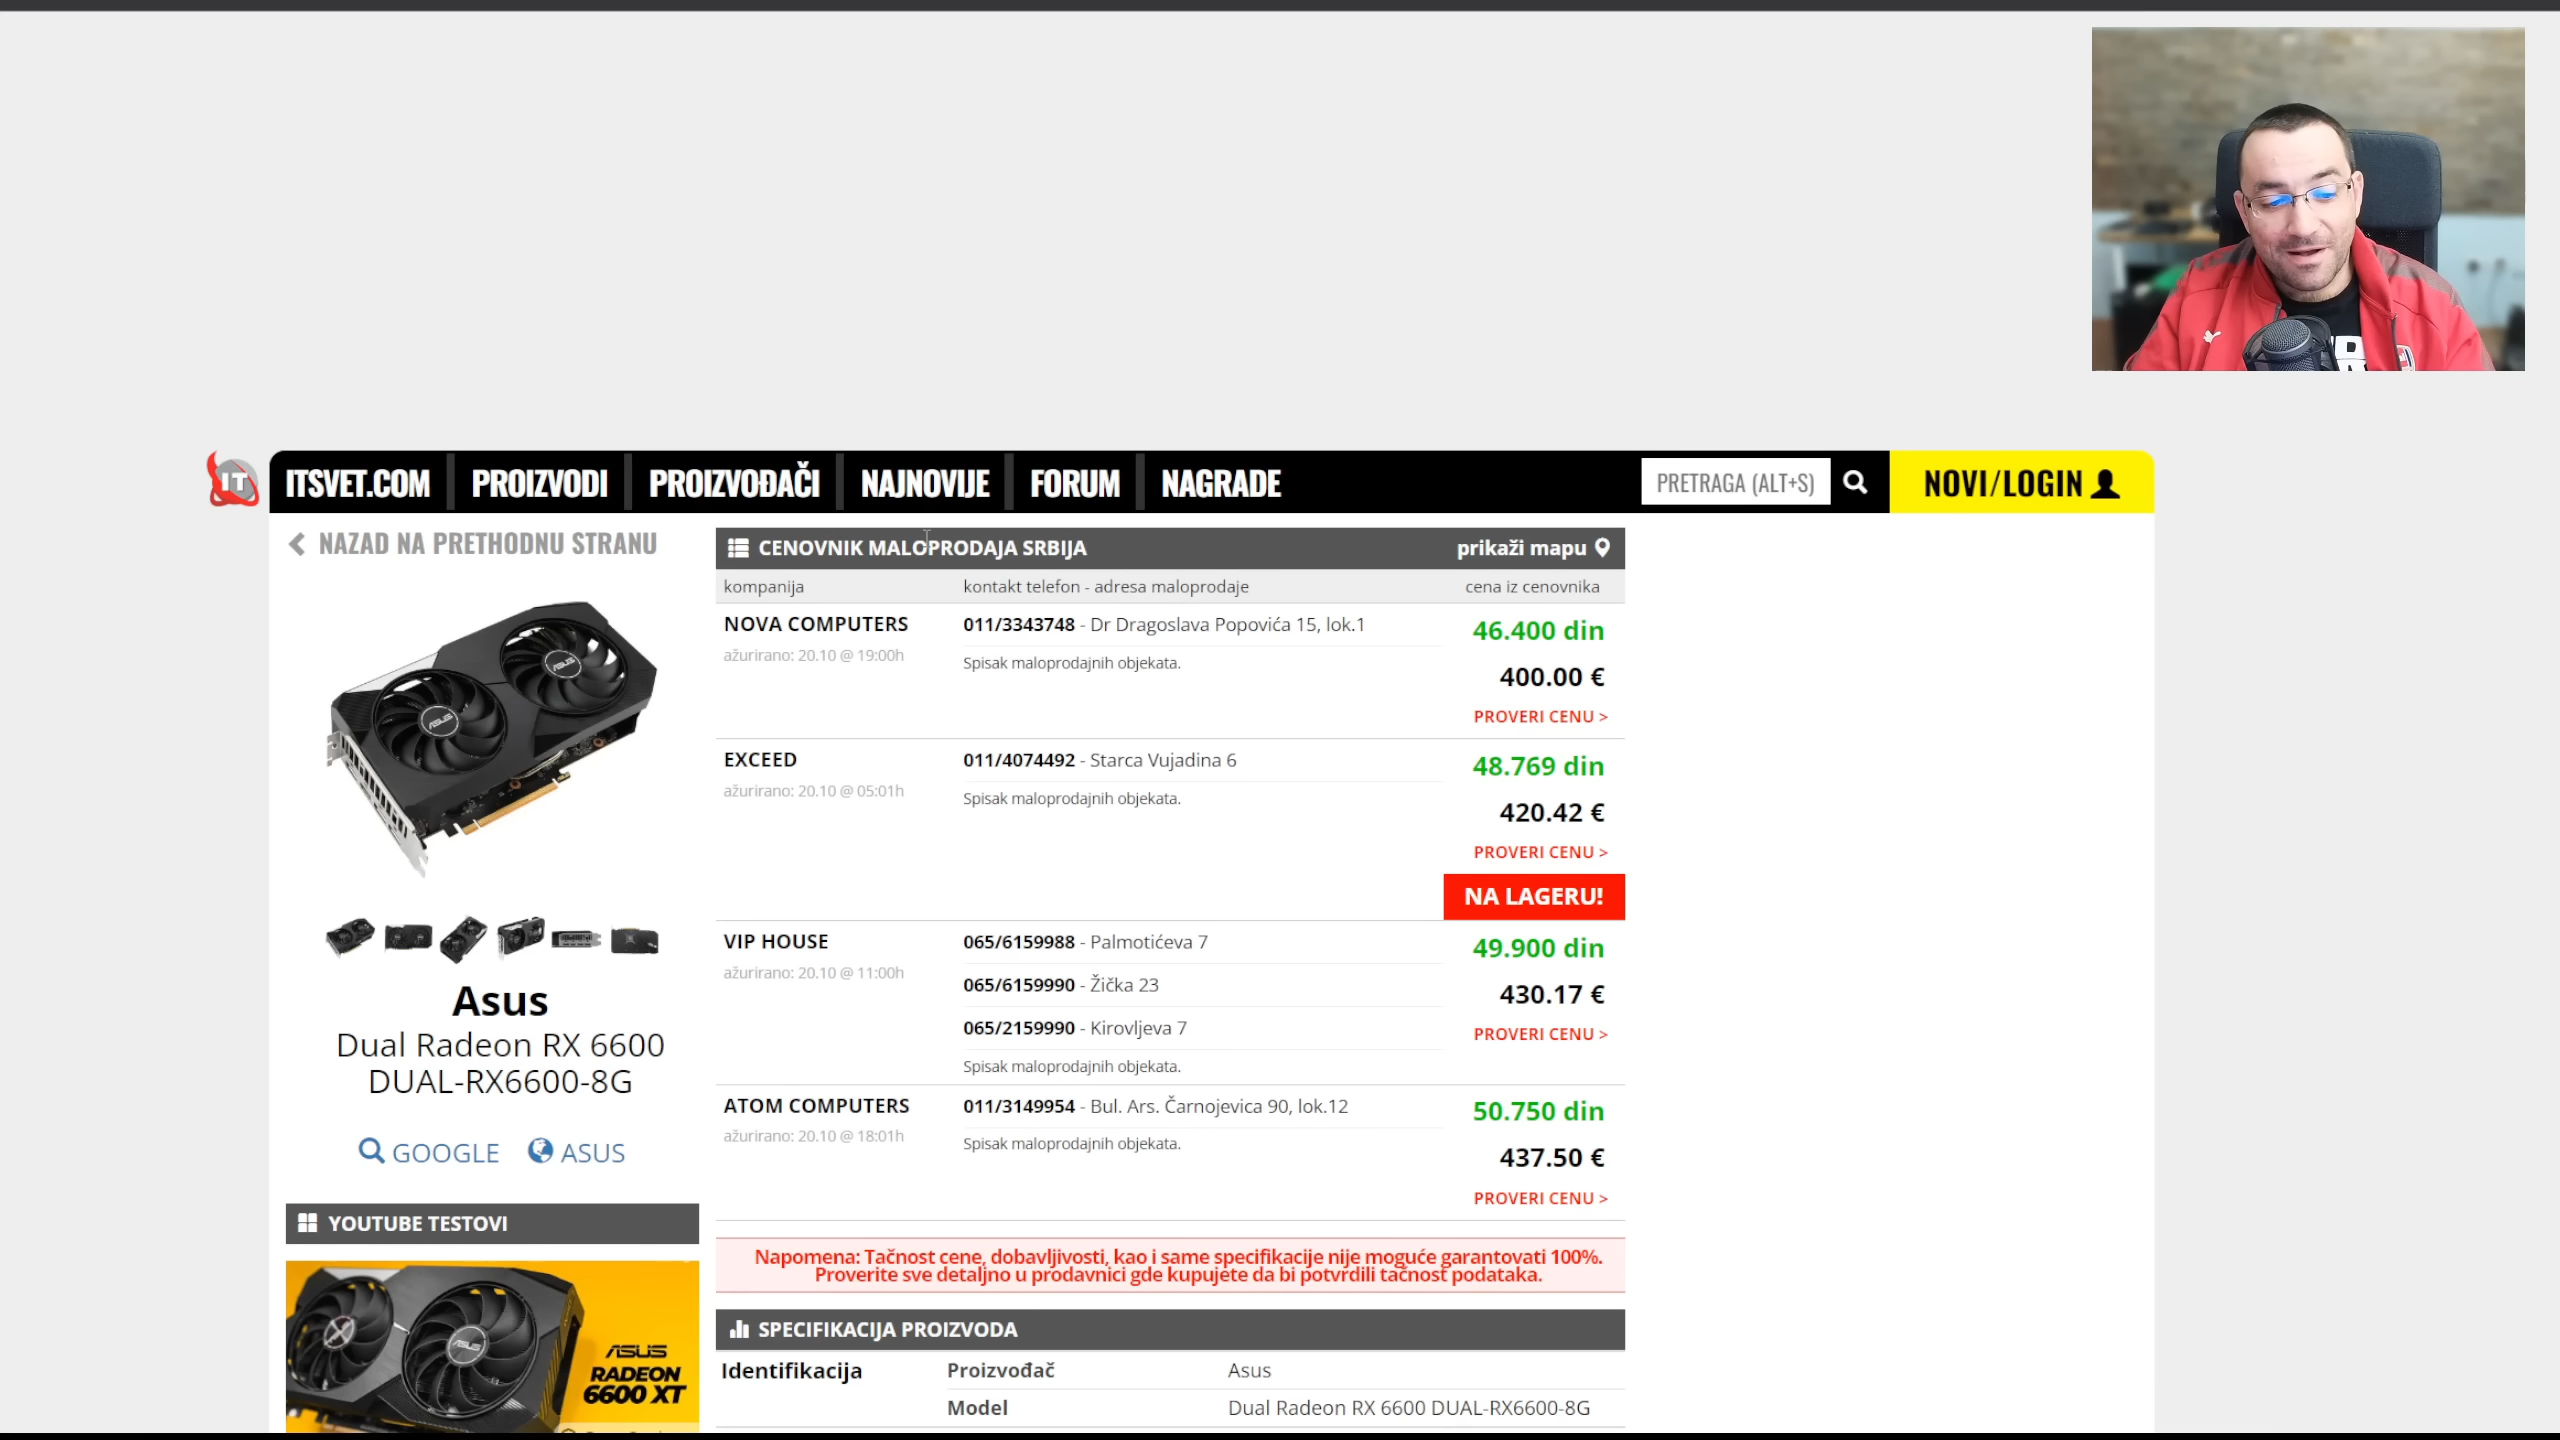 IT
ITSVET.COM
PROIZVODI
PROIZVOĐAČI
NAJNOVIJE
FORUM
NAGRADE
PRETRAGA (ALT+S)
NOVI/LOGIN
NAZAD NA PRETHODNU STRANU
Asus
Dual Radeon RX 6600
DUAL-RX6600-8G
GOOGLE
ASUS
YOUTUBE TESTOVI
ASUS
RADEON
6600 XT
CENOVNIK MALOPRODAJA SRBIJA
prikaži mapu
kompanija
kontakt telefon - adresa maloprodaje
cena iz cenovnika
NOVA COMPUTERS
ažurirano: 20.10 @ 19:00h
011/3343748 - Dr Dragoslava Popovića 15, lok.1
Spisak maloprodajnih objekata.
46.400 din
400.00 €
PROVERI CENU >
EXCEED
ažurirano: 20.10 @ 05:01h
011/4074492 - Starca Vujadina 6
Spisak maloprodajnih objekata.
48.769 din
420.42 €
PROVERI CENU >
NA LAGERU!
VIP HOUSE
ažurirano: 20.10 @ 11:00h
065/6159988 - Palmotićeva 7
065/6159990 - Žička 23
065/2159990 - Kirovljeva 7
Spisak maloprodajnih objekata.
49.900 din
430.17 €
PROVERI CENU >
ATOM COMPUTERS
ažurirano: 20.10 @ 18:01h
011/3149954 - Bul. Ars. Čarnojevica 90, lok.12
Spisak maloprodajnih objekata.
50.750 din
437.50 €
PROVERI CENU >
Napomena: Tačnost cene, dobavljivosti, kao i same specifikacije nije moguće garantovati 100%.
Proverite sve detaljno u prodavnici gde kupujete da bi potvrdili tačnost podataka.
SPECIFIKACIJA PROIZVODA
Identifikacija
Proizvođač
Asus
Model
Dual Radeon RX 6600 DUAL-RX6600-8G